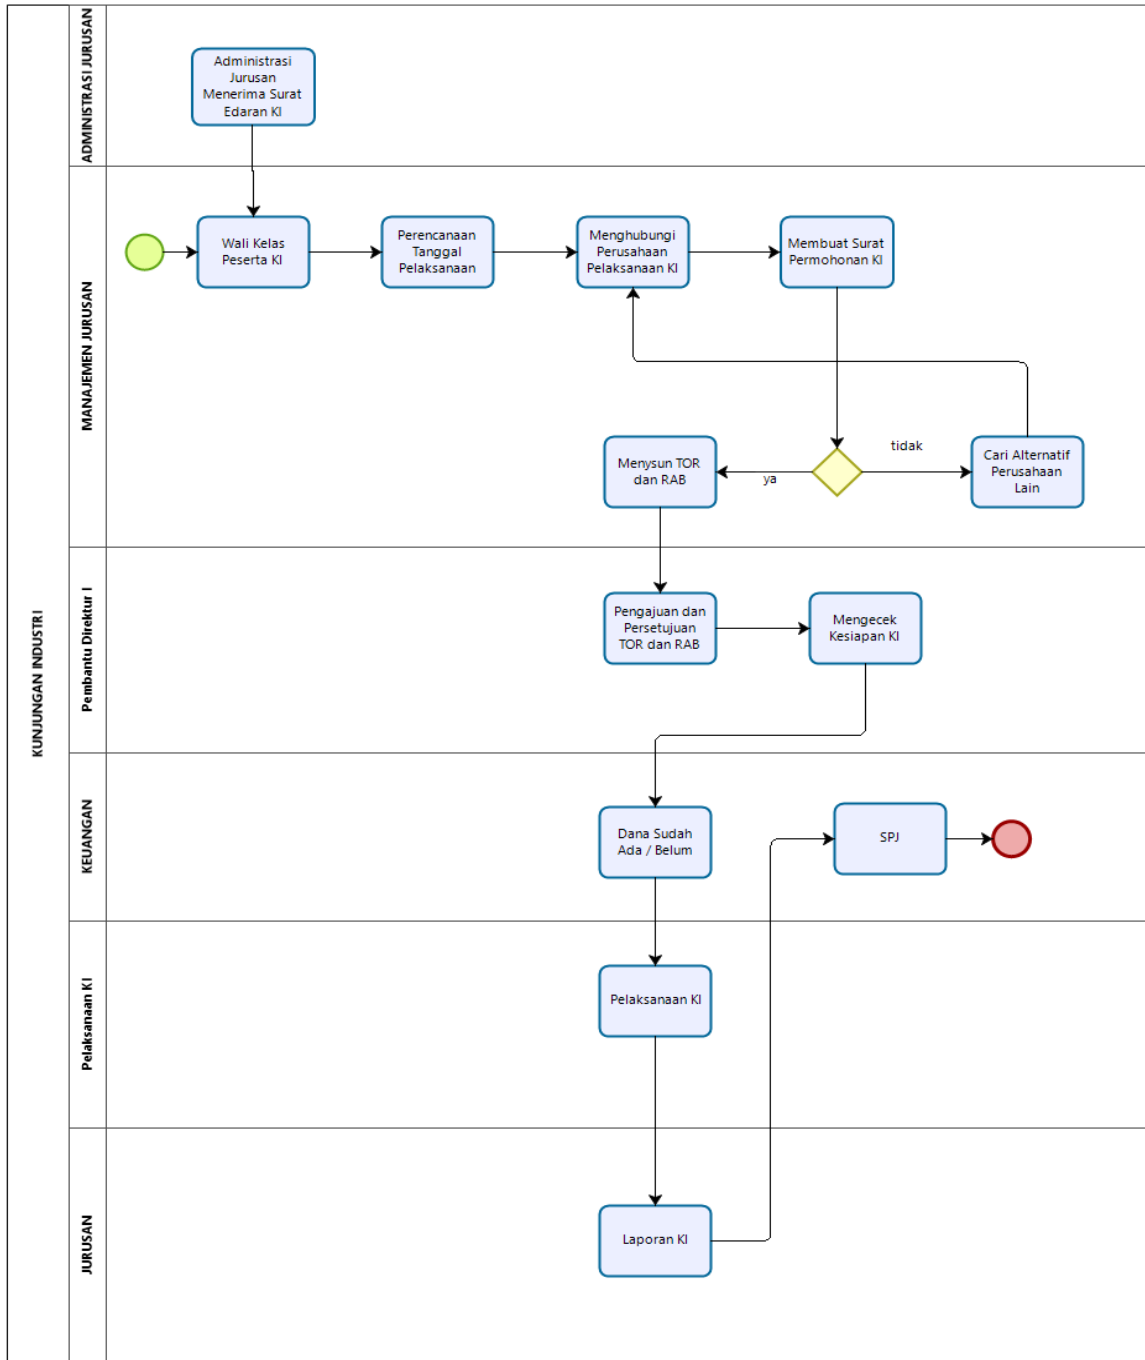 KUNJUNGAN INDUSTRI
ADMINISTRASI JURUSAN
Administrasi
Jurusan
Menerima Surat
Edaran KI
MANAJEMEN JURUSAN
Wali Kelas
Peserta KI
Perencanaan
Tanggal
Pelaksanaan
Menghubungi
Perusahaan
Pelaksanaan KI
Membuat Surat
Permohonan KI
Menysun TOR
dan RAB
ya
tidak
Cari Alternatif
Perusahaan
Lain
Pembantu Direktur I
Pengajuan dan
Persetujuan
TOR dan RAB
Mengecek
Kesiapan KI
KEUANGAN
Dana Sudah
Ada / Belum
SPJ
Pelaksanaan KI
Pelaksanaan KI
JURUSAN
Laporan KI